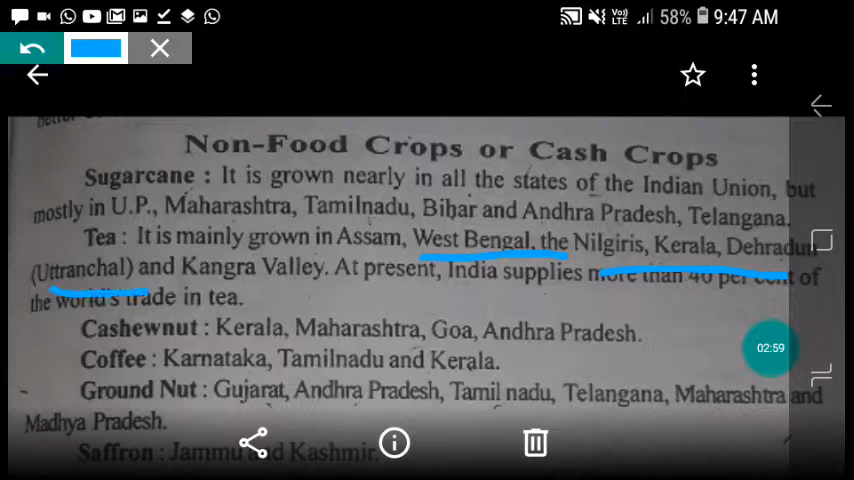 Vo))
LTE
58%
9:47 AM
Non-Food Crops or Cash Crops
Sugarcane : It is grown nearly in all the states of the Indian Union, but
mostly in U.P., Maharashtra, Tamilnadu, Bihar and Andhra Pradesh, Telangana.
Tea : It is mainly grown in Assam, West Bengal, the Nilgiris, Kerala, Dehradun
(Uttranchal) and Kangra Valley. At present, India supplies more than 40 per cent of
the world's trade in tea.
02:59
Cashewnut : Kerala, Maharashtra, Goa, Andhra Pradesh.
Coffee : Karnataka, Tamilnadu and Kerala.
Ground Nut : Gujarat, Andhra Pradesh, Tamil nadu, Telangana, Maharashtra and
Madhya Pradesh.
Saffron : Jammu and Kashmir.